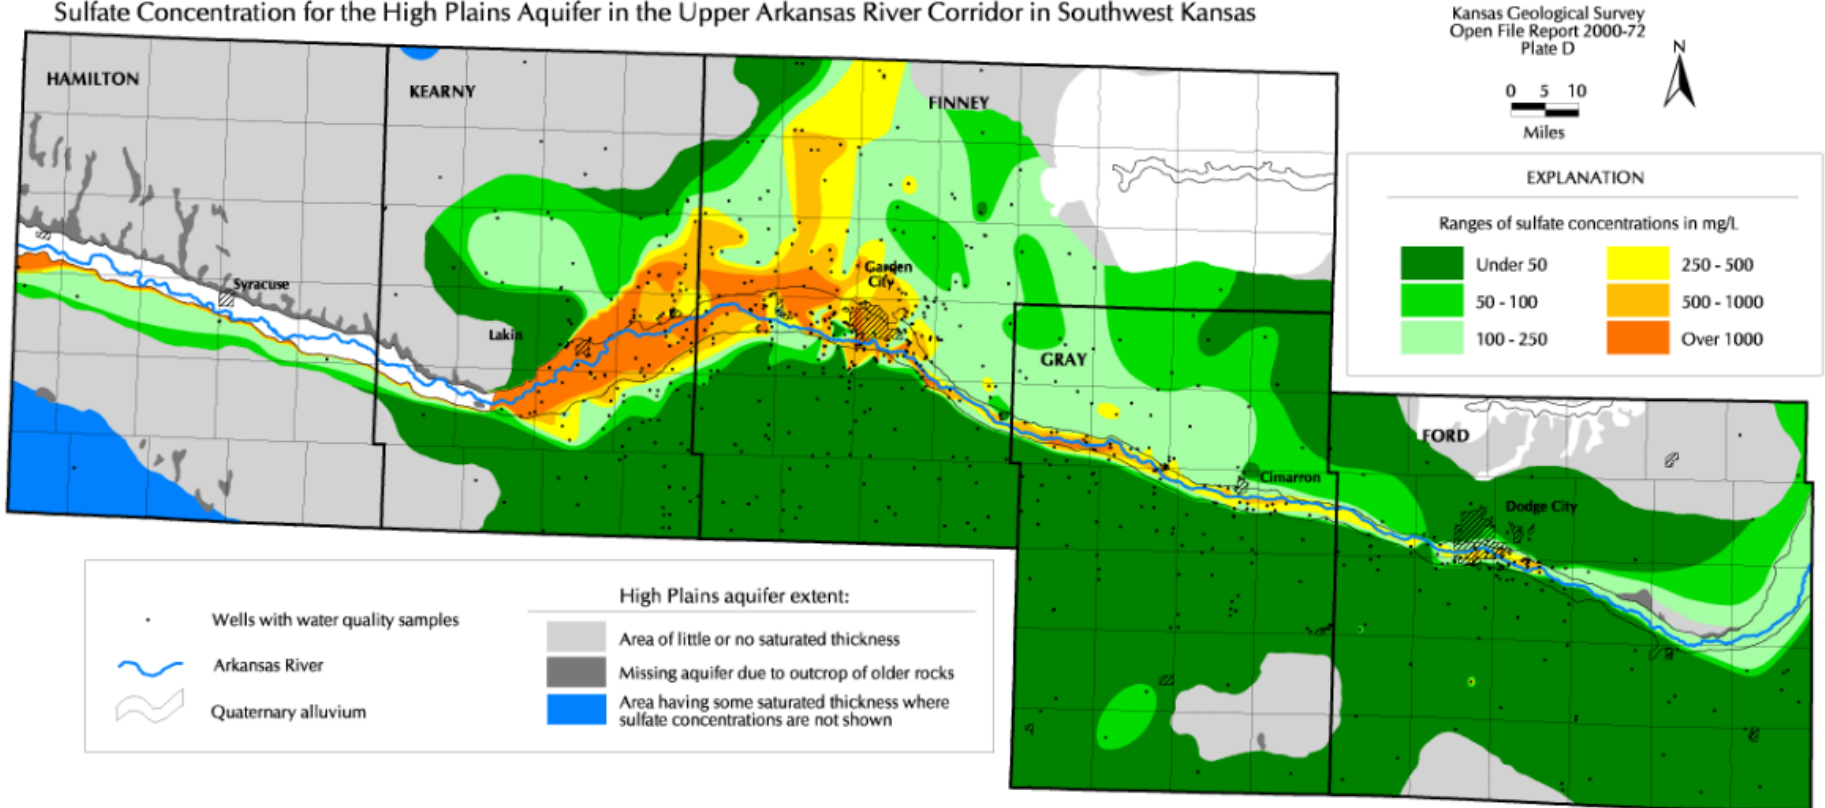 Sulfate Concentration for the High Plains Aquifer in the Upper Arkansas River Corridor in Southwest Kansas
Kansas Geological Survey
Open File Report 2000-72
Plate D
N
0 5 10
Miles
HAMILTON
KEARNY
FINNEY
EXPLANATION
Ranges of sulfate concentrations in mg/L
Under 50
250 - 500
50 - 100
500 - 1000
100 - 250
Over 1000
Garden
City
Syracuse
Lakin
GRAY
FORD
Cimarron
Dodge City
High Plains aquifer extent:
Wells with water quality samples
Area of little or no saturated thickness
Arkansas River
Missing aquifer due to outcrop of older rocks
Quaternary alluvium
Area having some saturated thickness where
sulfate concentrations are not shown